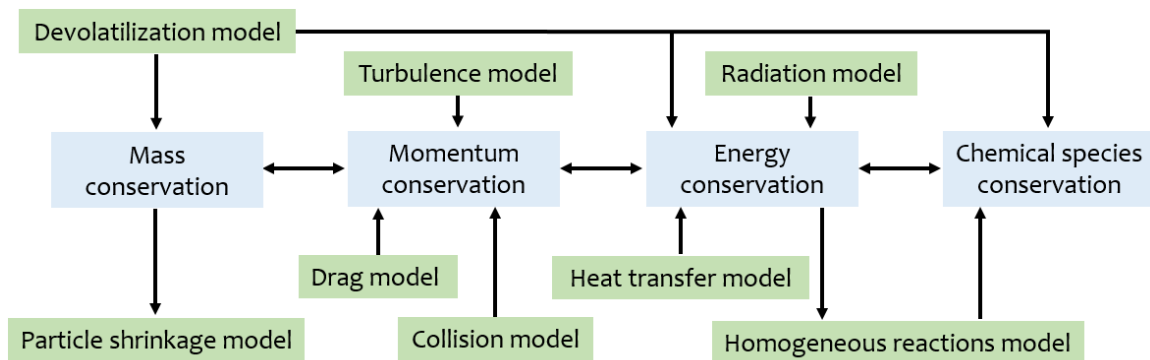 Devolatilization model
Turbulence model
Radiation model
Mass
conservation
Momentum
conservation
Energy
conservation
Chemical species
conservation
Drag model
Heat transfer model
Particle shrinkage model
Collision model
Homogeneous reactions model